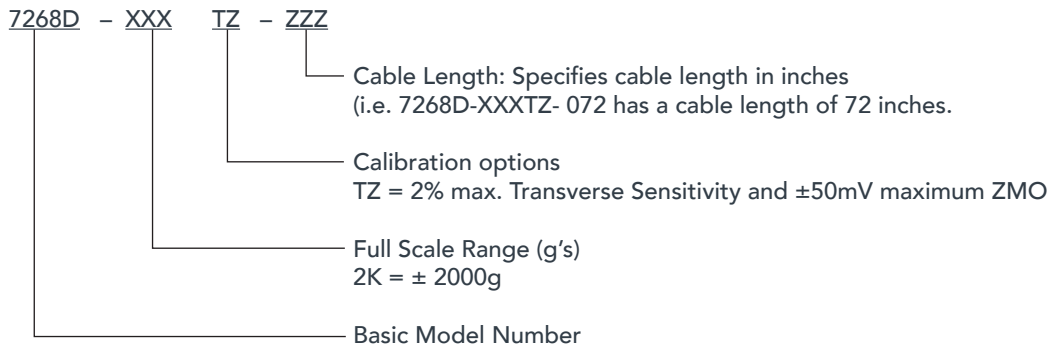 7268D – XXX TZ – ZZZ
Cable Length: Specifies cable length in inches
(i.e. 7268D-XXXTZ- 072 has a cable length of 72 inches.
Calibration options
TZ = 2% max. Transverse Sensitivity and ±50mV maximum ZMO
Full Scale Range (g's)
2K = ± 2000g
Basic Model Number